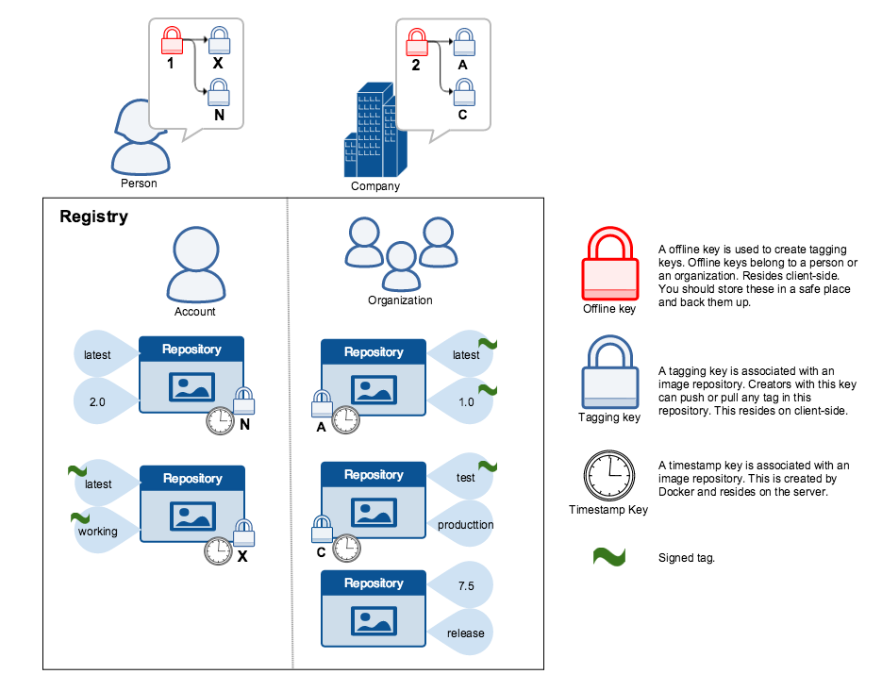 1
X
N
2
A
C
Person
Company
Registry
Account
Organization
latest
Repository
2.0
N
Repository
latest
1.0
A
latest
Repository
working
X
Repository
test
producttion
C
Repository
7.5
release
Offline key
A offline key is used to create tagging
keys. Offline keys belong to a person or
an organization. Resides client-side.
You should store these in a safe place
and back them up.
Tagging key
A tagging key is associated with an
image repository. Creators with this key
can push or pull any tag in this
repository. This resides on client-side.
Timestamp Key
A timestamp key is associated with an
image repository. This is created by
Docker and resides on the server.
Signed tag.